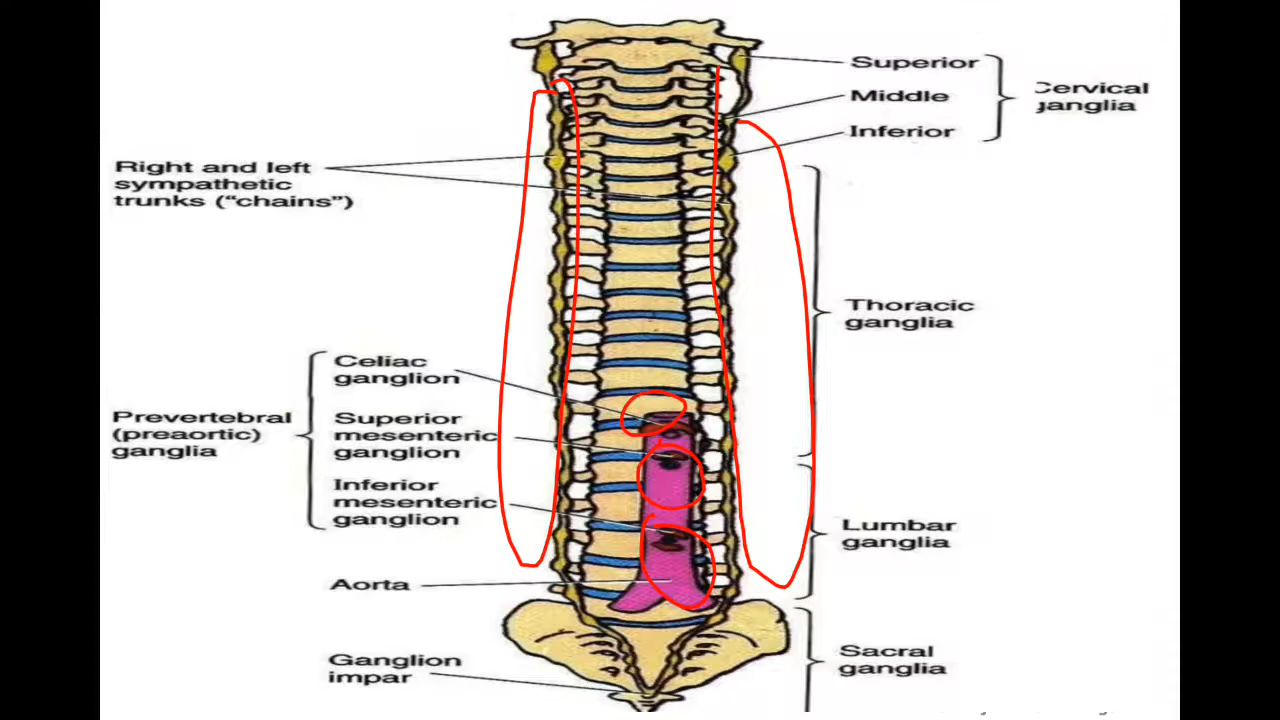 Superior
Middle
Inferior
Cervical
ganglia
Right and left
sympathetic
trunks ("chains")
Thoracic
ganglia
Celiac
ganglion
Prevertebral
(preaortic)
ganglia
Superior
mesenteric
ganglion
Inferior
mesenteric
ganglion
Lumbar
ganglia
Aorta
Sacral
ganglia
Ganglion
impar